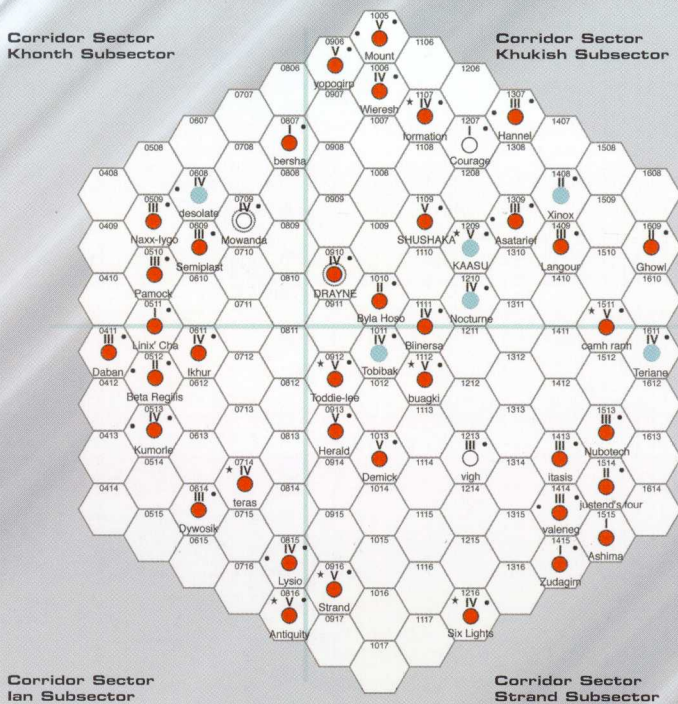 Corridor Sector
Khonth Subsector
Corridor Sector
Khukish Subsector
1005
V
Mount
0906
V
yopogirp
1106
0806
1006
IV
Wieresh
1206
0707
0907
1107
IV
formation
1307
III
Hannel
0607
0807
I
bersha
1007
1207
I
Courage
1407
0508
0708
0908
1108
1308
1508
0408
0608
IV
desolate
0808
1006
1208
1408
II
Xinox
1608
0509
III
Naxx-Iygo
0709
IV
Mowanda
0909
1109
V
SHUSHAKA
1309
III
Asatarief
1509
0409
0609
III
Semiplast
0809
1009
1209
V
KAASU
1409
III
Langour
1609
II
Ghowl
0510
III
Pamock
0710
0910
IV
DRAYNE
1110
1310
1510
0410
0610
0810
1010
II
Byla Hoso
1210
IV
Nocturne
1410
1610
0511
I
Linix' Cha
0711
0911
1111
IV
Blinersa
1311
1511
V
camh raph
0411
III
Daban
0611
IV
Ikhur
0811
1011
IV
Tobibak
1211
1411
1611
IV
Teriane
0512
II
Beta Regilis
0712
0912
V
Toddie-lee
1112
V
buagki
1312
1512
0412
0612
0812
1012
1212
1412
1612
0513
IV
Kumorle
0713
0913
V
Herald
1113
1313
1513
III
Nubotech
0413
0613
0813
1013
V
Demick
1213
III
vigh
1413
III
itasis
1613
0514
0714
IV
teras
0914
1114
1314
1514
II
justend's four
0414
0614
III
Dywosik
0814
1014
1214
1414
III
valeneg
1614
0515
0715
0915
1115
1315
1515
I
Ashima
0615
0815
IV
Lysio
1015
1215
1415
I
Zudagim
0716
0916
V
Strand
1116
1316
0816
V
Antiquity
1016
1216
IV
Six Lights
0917
1117
1017
Corridor Sector
Ian Subsector
Corridor Sector
Strand Subsector